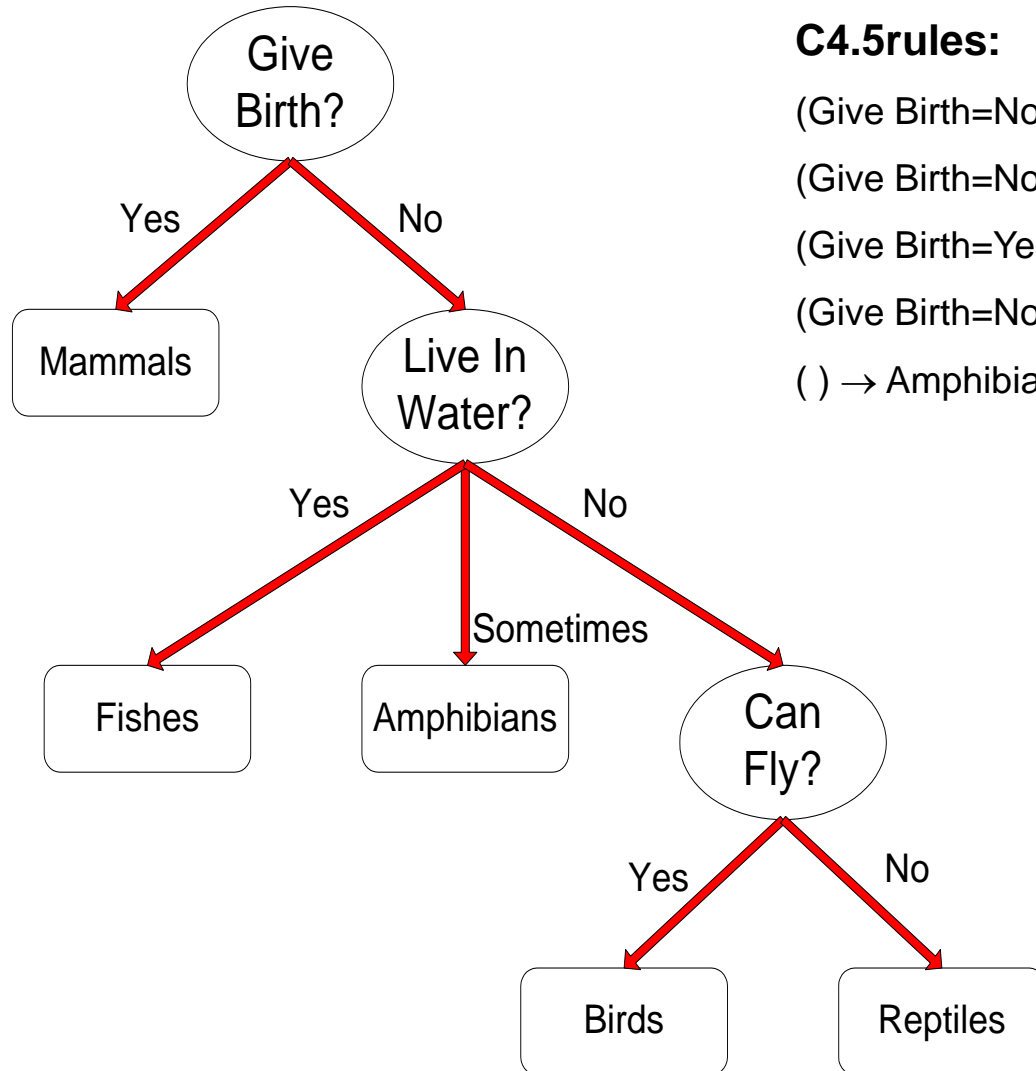 Give
Birth?
Yes
No
Mammals
Live In
Water?
Yes
Sometimes
No
Fishes
Amphibians
Can
Fly?
Yes
No
Birds
Reptiles
C4.5rules:
(Give Birth=No
(Give Birth=No
(Give Birth=Ye
(Give Birth=No
( ) → Amphibia